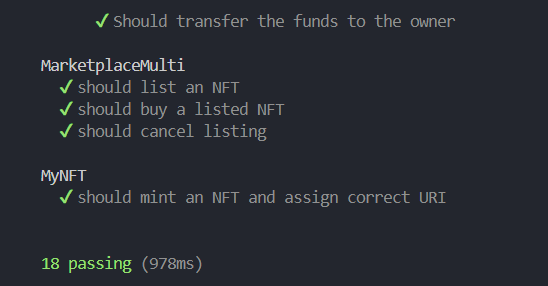 ✓ Should transfer the funds to the owner
MarketplaceMulti
✓ should list an NFT
✓ should buy a listed NFT
✓ should cancel listing
MyNFT
✓ should mint an NFT and assign correct URI
18 passing (978ms)